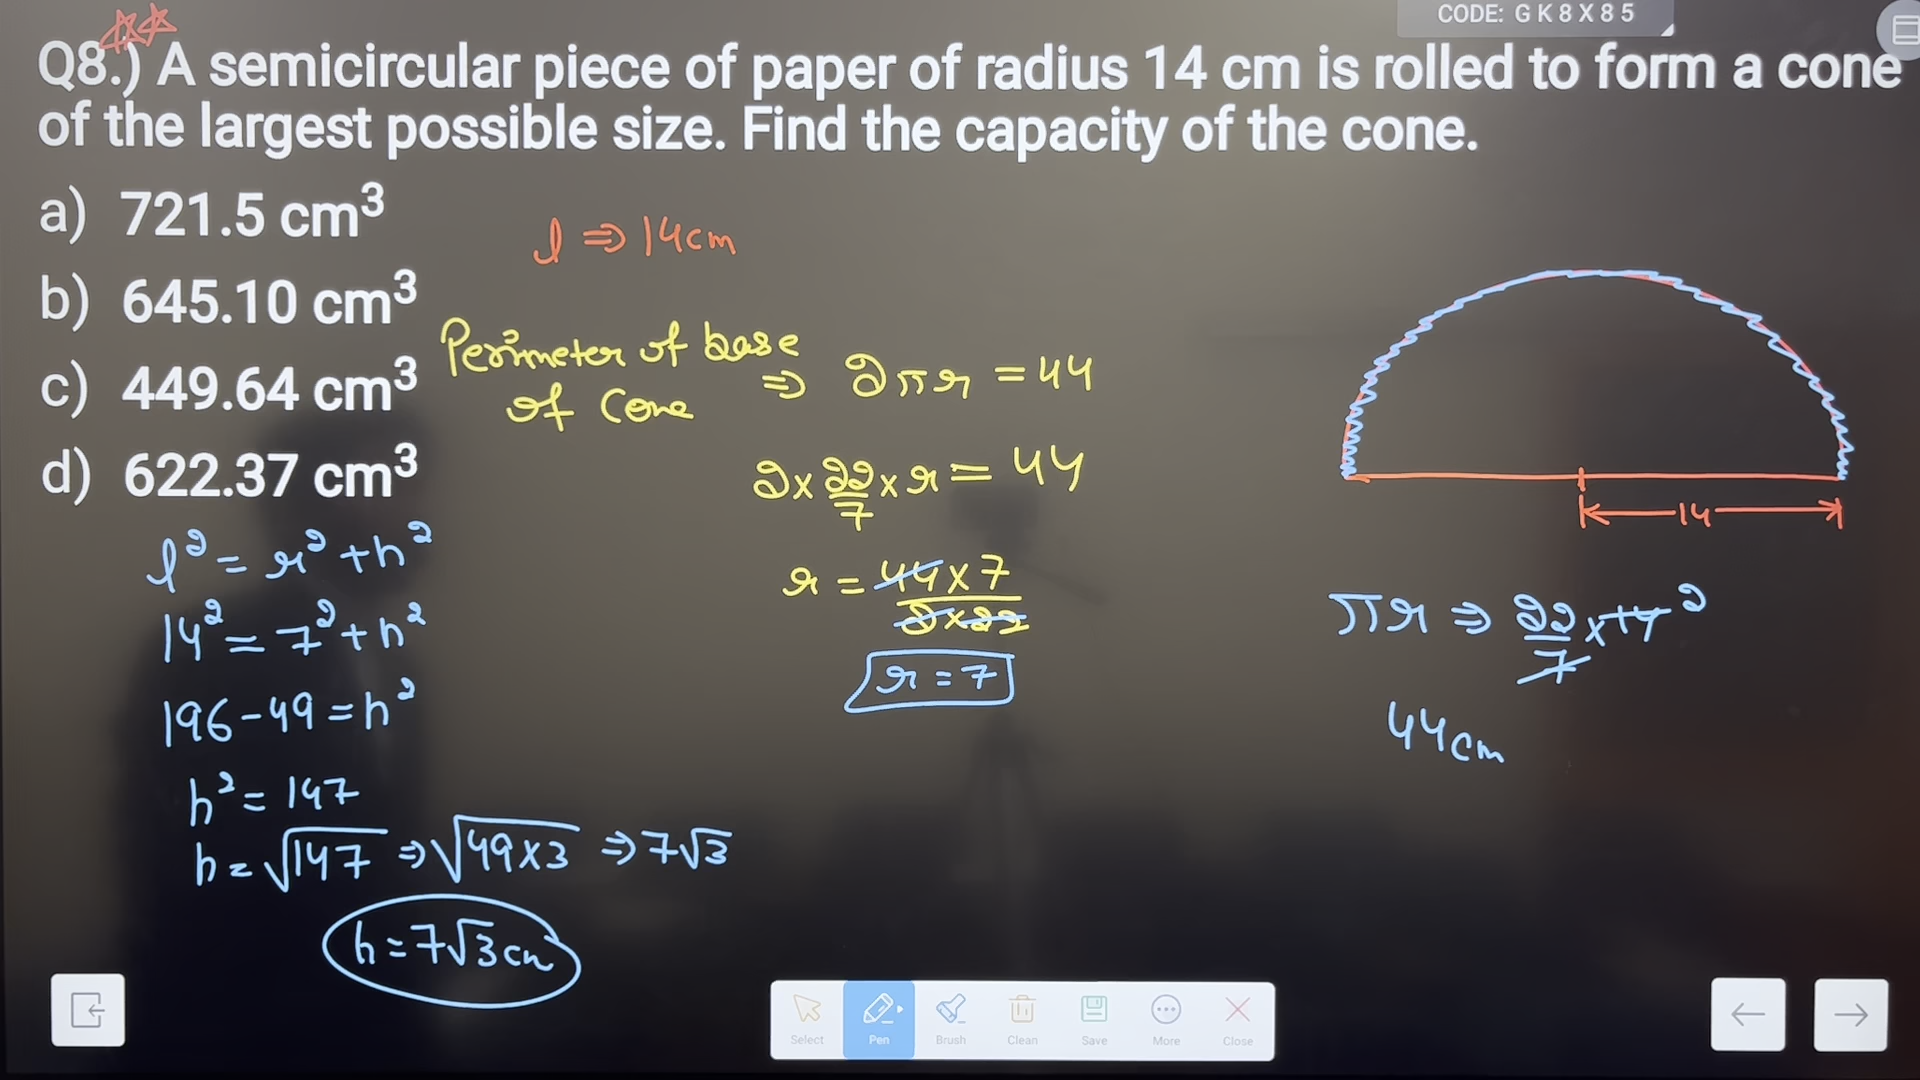 CODE: GK8X85
Q8.) A semicircular piece of paper of radius 14 cm is rolled to form a cone
of the largest possible size. Find the capacity of the cone.
a) 721.5 cm³
b) 645.10 cm³
c) 449.64 cm³
d) 622.37 cm³
l ⇒ 14cm
Perimeter of base
of Cone
⇒ 2πr = 44
2 × 22/7 × r = 44
r = 44×7/2×22
r = 7
l² = r² + h²
14² = 7² + h²
196 - 49 = h²
h² = 147
h = √147 ⇒ √49×3 ⇒ 7√3
h = 7√3 cm
14
πr ⇒ 22/7 × 14 2
44cm
Select
Pen
Brush
Clean
Save
More
Close